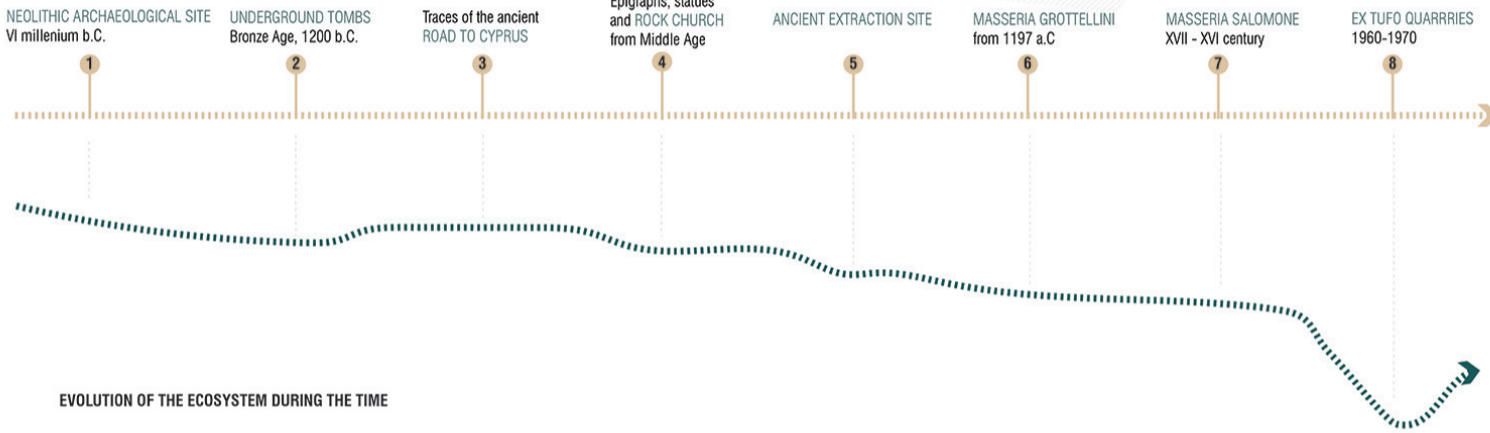 NEOLITHIC ARCHAEOLOGICAL SITE
VI millenium b.C.
1
UNDERGROUND TOMBS
Bronze Age, 1200 b.C.
2
Traces of the ancient
ROAD TO CYPRUS
3
Epigraphs, statues
and ROCK CHURCH
from Middle Age
4
ANCIENT EXTRACTION SITE
5
MASSERIA GROTTELLINI
from 1197 a.C
6
MASSERIA SALOMONE
XVII - XVI century
7
EX TUFO QUARRRIES
1960-1970
8
EVOLUTION OF THE ECOSYSTEM DURING THE TIME